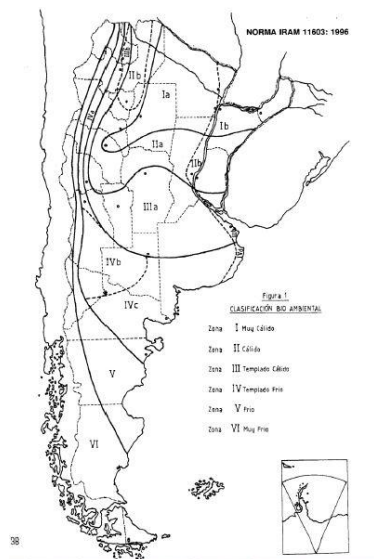 NORMA IRAM 11603: 1996
IIb
Ia
Ib
IIa
IIb
IIIa
IVb
IVc
V
VI
Figura 1
CLASIFICACIÓN BIO AMBIENTAL
Zona I Muy Cálido
Zona II Cálido
Zona III Templado Cálido
Zona IV Templado Frío
Zona V Frío
Zona VI Muy Frío
38